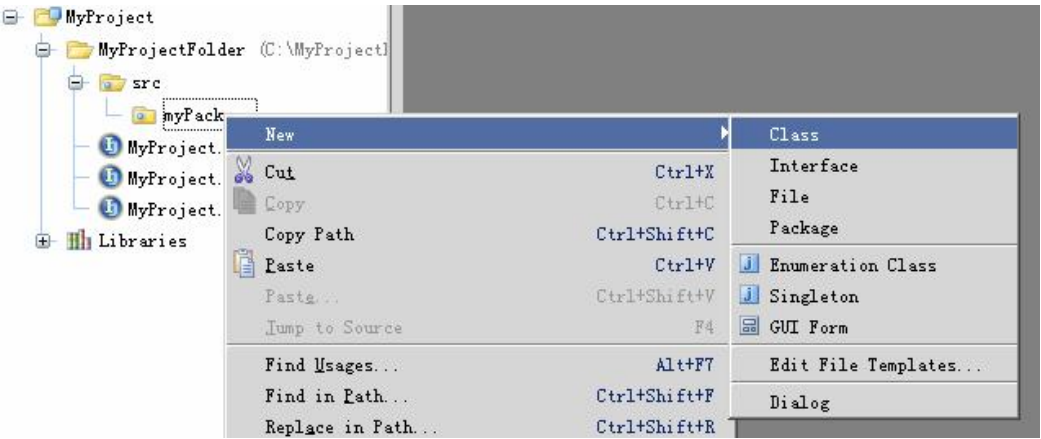 MyProject
MyProjectFolder (C:\MyProject
src
myPack
MyProject.
MyProject.
MyProject.
Libraries
New
Cut Ctrl+X
Copy Ctrl+C
Copy Path Ctrl+Shift+C
Paste Ctrl+V
Paste... Ctrl+Shift+V
Jump to Source F4
Find Usages... Alt+F7
Find in Path... Ctrl+Shift+F
Replace in Path... Ctrl+Shift+R
Class
Interface
File
Package
Enumeration Class
Singleton
GUI Form
Edit File Templates...
Dialog